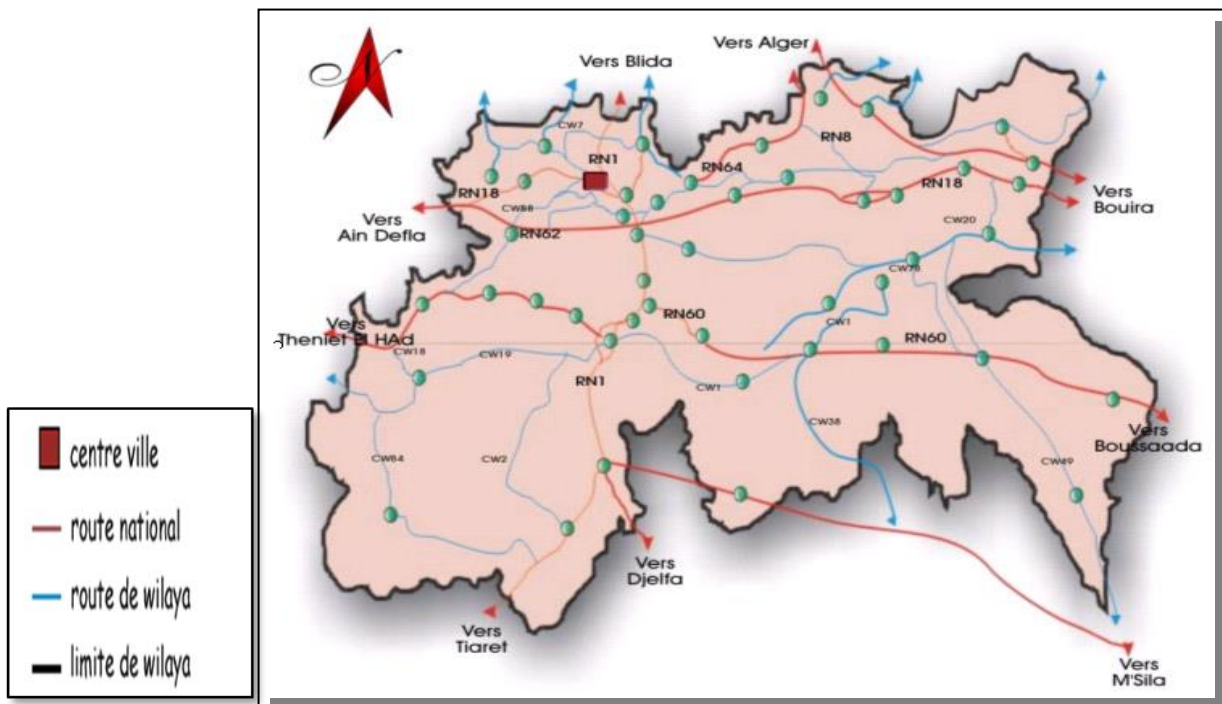 Vers Alger
Vers Blida
CW7
RN8
RN1
RN64
RN18
RN18
Vers
Bouira
CW88
Vers
Ain Defla
CW20
RN62
CW78
RN60
CW1
Vers
Theniet El HAd
RN60
CW18
CW19
RN1
CW1
CW38
Vers
Boussaada
CW84
CW2
CW49
Vers
Djelfa
Vers
Tiaret
Vers
M'Sila
centre ville
route national
route de wilaya
limite de wilaya